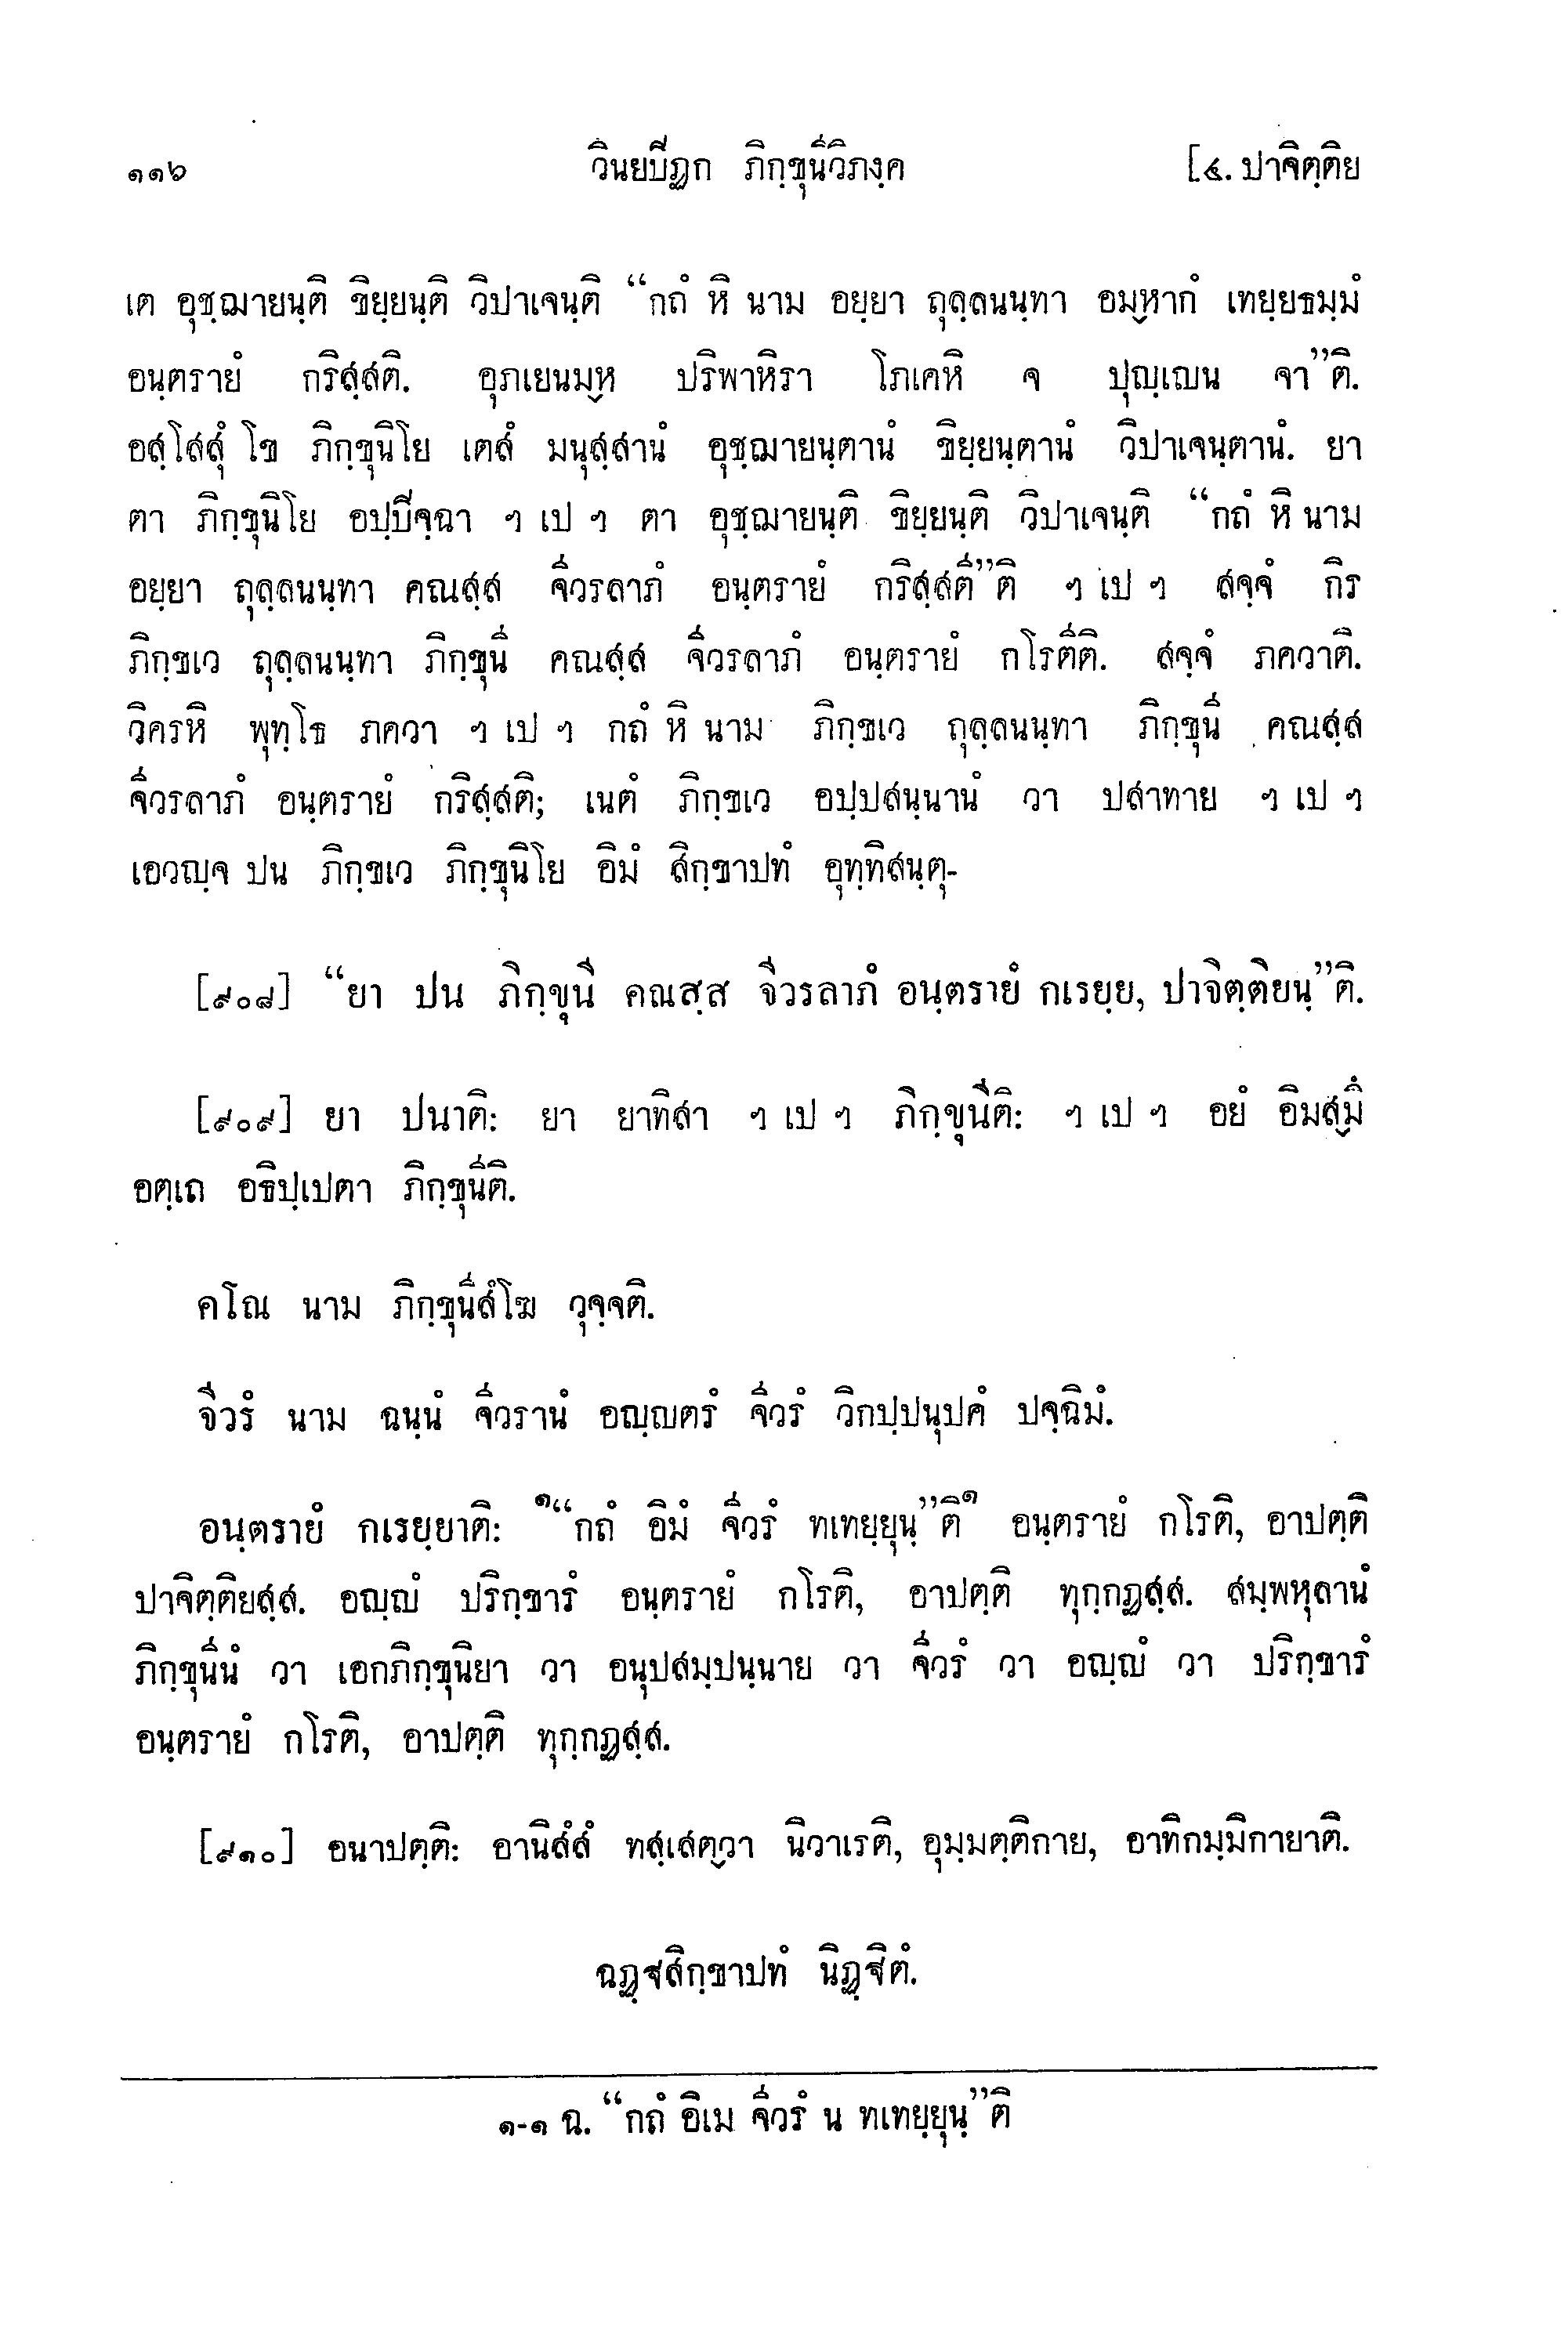 ๑๑๖ วินยปีฏก ภิกฺขุนีวิภงฺค [๔. ปาจิตฺติย
เต อุชฺฌายนฺติ ขิยฺยนฺติ วิปาเจนฺติ “กถํ หิ นาม อยฺยา ถุลฺลนนฺทา อมฺหากํ เทยฺยธมฺมํ
อนฺตรายํ กริสฺสติ. อุภเยนมฺห ปริพาหิรา โภเคหิ จ ปุญฺเญน จา”ติ.
อสฺโสสุํ โข ภิกฺขุนิโย เตสํ มนุสฺสานํ อุชฺฌายนฺตานํ ขิยฺยนฺตานํ วิปาเจนฺตานํ. ยา
ตา ภิกฺขุนิโย อปฺปิจฺฉา ฯ เป ฯ ตา อุชฺฌายนฺติ ขิยฺยนฺติ วิปาเจนฺติ “กถํ หิ นาม
อยฺยา ถุลฺลนนฺทา คณสฺส จีวรลาภํ อนฺตรายํ กริสฺสตี”ติ ฯ เป ฯ สจฺจํ กิร
ภิกฺขเว ถุลฺลนนฺทา ภิกฺขุนี คณสฺส จีวรลาภํ อนฺตรายํ กโรตีติ. สจฺจํ ภควาติ.
วิครหิ พุทฺโธ ภควา ฯ เป ฯ กถํ หิ นาม ภิกฺขเว ถุลฺลนนฺทา ภิกฺขุนี คณสฺส
จีวรลาภํ อนฺตรายํ กริสฺสติ; เนตํ ภิกฺขเว อปฺปสนฺนานํ วา ปสาทาย ฯ เป ฯ
เอวญฺจ ปน ภิกฺขเว ภิกฺขุนิโย อิมํ สิกฺขาปทํ อุทฺทิสนฺตุ-
[๙๐๘] “ยา ปน ภิกฺขุนี คณสฺส จีวรลาภํ อนฺตรายํ กเรยฺย, ปาจิตฺติยนฺ”ติ.
[๙๐๙] ยา ปนาติ: ยา ยาทิสา ฯ เป ฯ ภิกฺขุนีติ: ฯ เป ฯ อยํ อิมสฺมิํ
อตฺเถ อธิปฺเปตา ภิกฺขุนีติ.
คโณ นาม ภิกฺขุนีสํโฆ วุจฺจติ.
จีวรํ นาม ฉนฺนํ จีวรานํ อญฺญตรํ จีวรํ วิกปฺปนุปคํ ปจฺฉิมํ.
อนฺตรายํ กเรยฺยาติ: ๑“กถํ อิมํ จีวรํ ทเทยฺยุนฺ”ติ๑ อนฺตรายํ กโรติ, อาปตฺติ
ปาจิตฺติยสฺส. อญฺญํ ปริกฺขารํ อนฺตรายํ กโรติ, อาปตฺติ ทุกฺกฏสฺส. สมฺพหุลานํ
ภิกฺขุนีนํ วา เอกภิกฺขุนิยา วา อนุปสมฺปนฺนาย วา จีวรํ วา อญฺญํ วา ปริกฺขารํ
อนฺตรายํ กโรติ, อาปตฺติ ทุกฺกฏสฺส.
[๙๑๐] อนาปตฺติ: อานิสํสํ ทสฺเสตฺวา นิวาเรติ, อุมฺมตฺติกาย, อาทิกมฺมิกายาติ.
ฉฏฺฐสิกฺขาปทํ นิฏฺฐิตํ.
๑-๑ ฉ. “กถํ อิเม จีวรํ น ทเทยฺยุนฺ”ติ